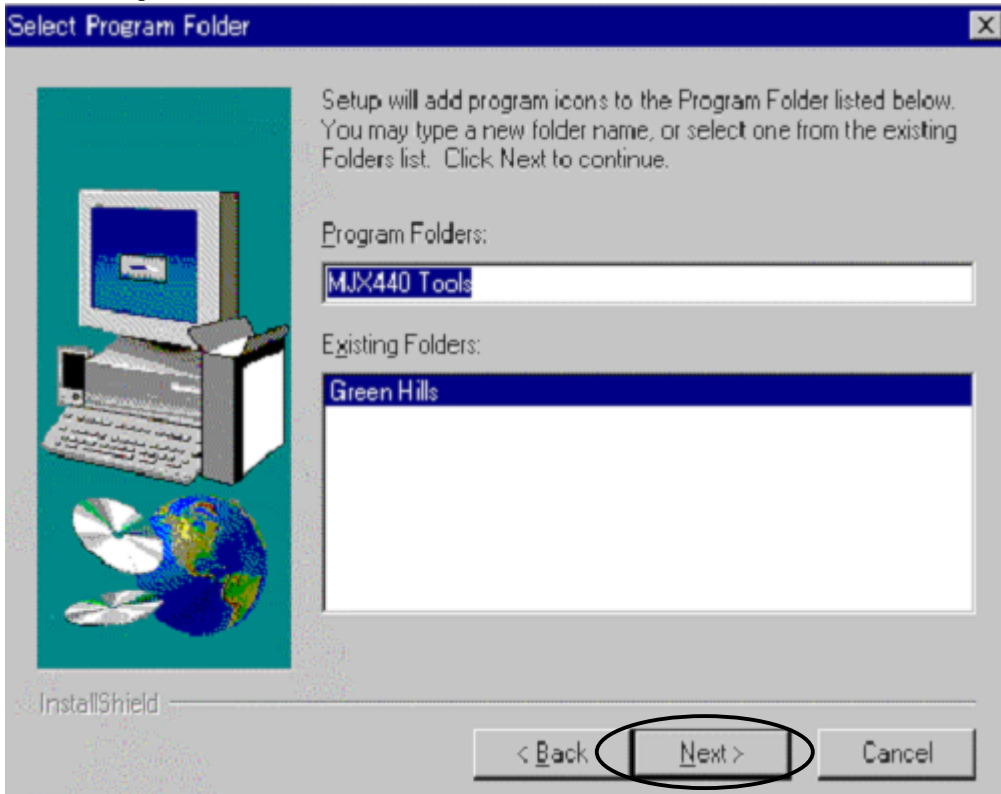 Select Program Folder
Setup will add program icons to the Program Folder listed below.
You may type a new folder name, or select one from the existing
Folders list. Click Next to continue.
Program Folders:
MJX440 Tools
Existing Folders:
Green Hills
InstallShield
< Back
Next >
Cancel